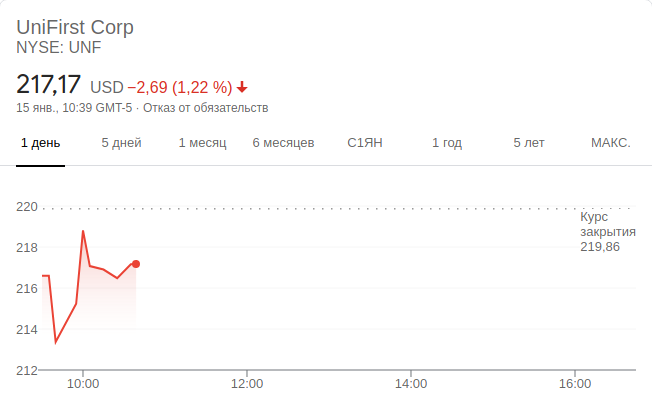 UniFirst Corp
NYSE: UNF
217,17 USD −2,69 (1,22 %)
15 янв., 10:39 GMT-5 · Отказ от обязательств
1 день 5 дней 1 месяц 6 месяцев С1ЯН 1 год 5 лет МАКС.
220
Курс
закрытия
219,86
218
216
214
212
10:00 12:00 14:00 16:00